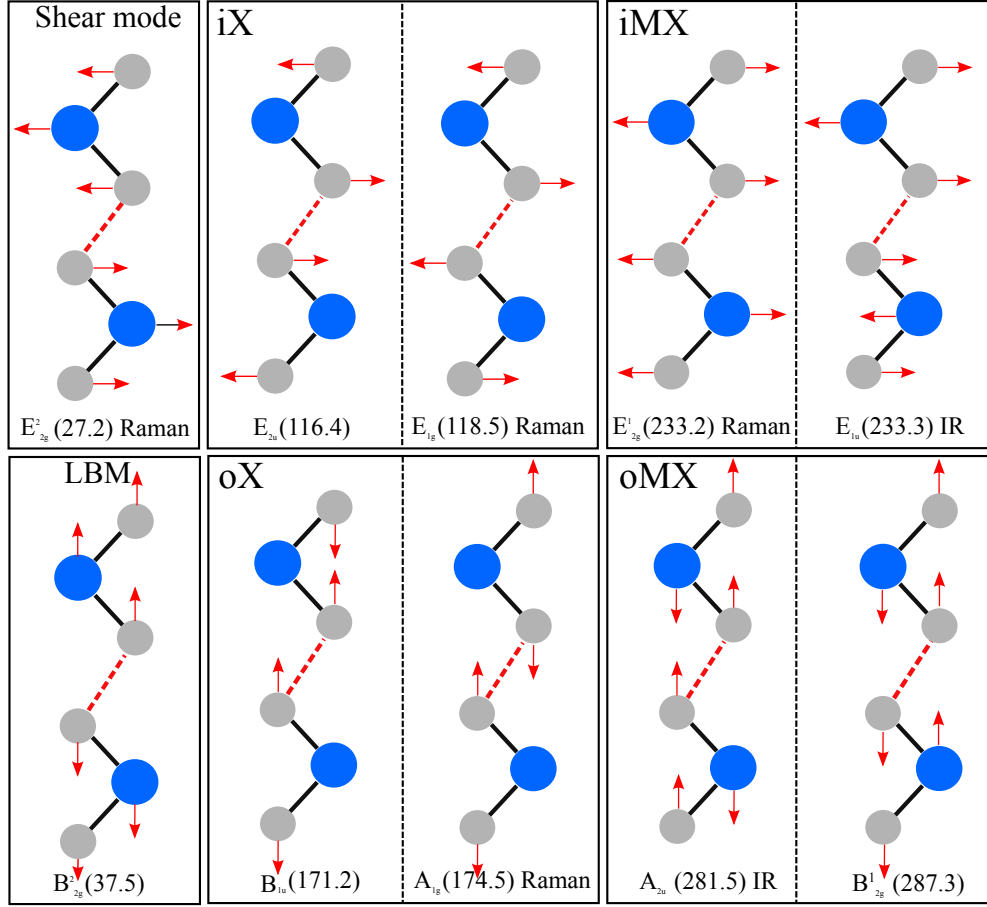 Shear mode
iX
iMX
E²₂g (27.2) Raman
E₂u (116.4)
E₁g (118.5) Raman
E¹₂g (233.2) Raman
E₁u (233.3) IR
LBM
oX
oMX
B²₂g (37.5)
B₁u (171.2)
A₁g (174.5) Raman
A₂u (281.5) IR
B¹₂g (287.3)